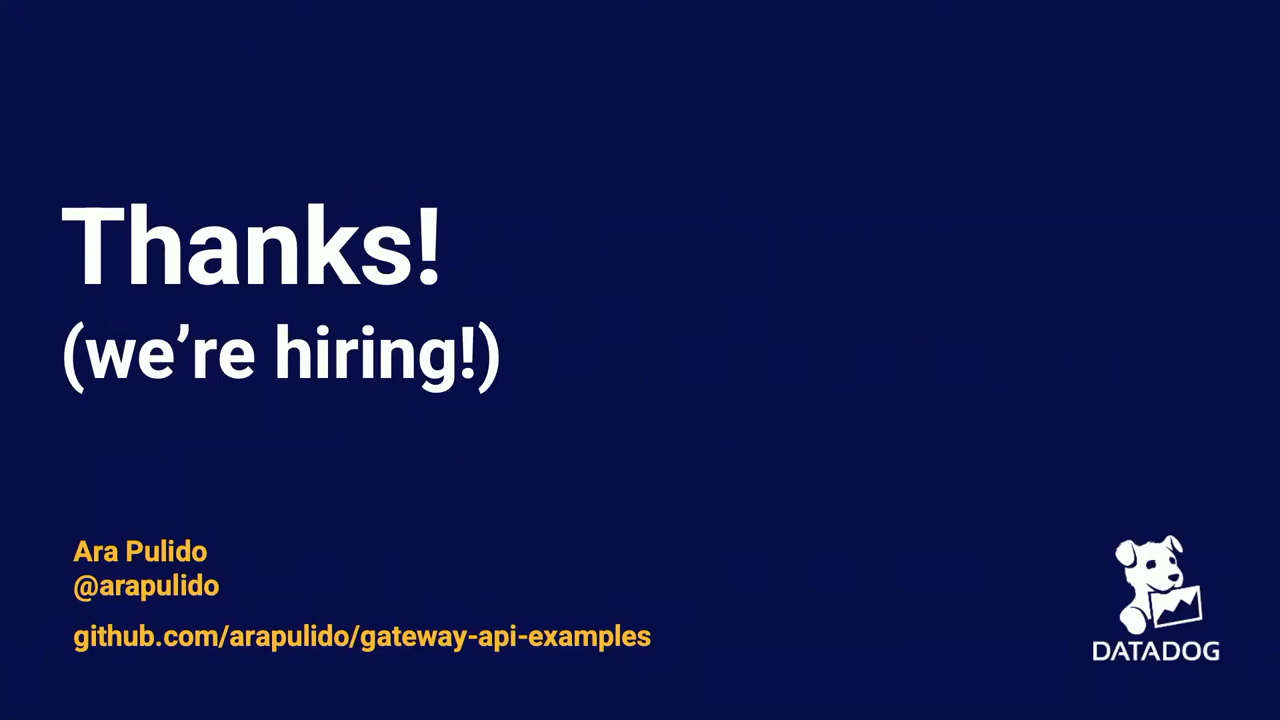 Thanks!
(we’re hiring!)
Ara Pulido
@arapulido
github.com/arapulido/gateway-api-examples
DATADOG